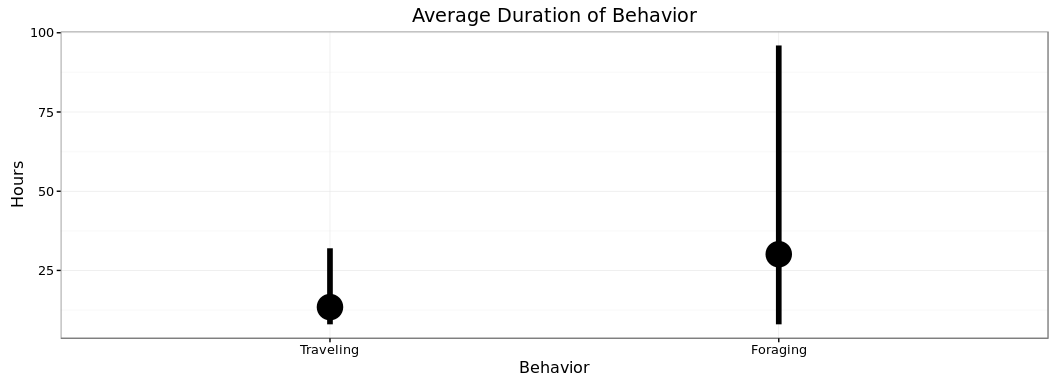 Average Duration of Behavior
100
75
50
25
Hours
Traveling Foraging
Behavior